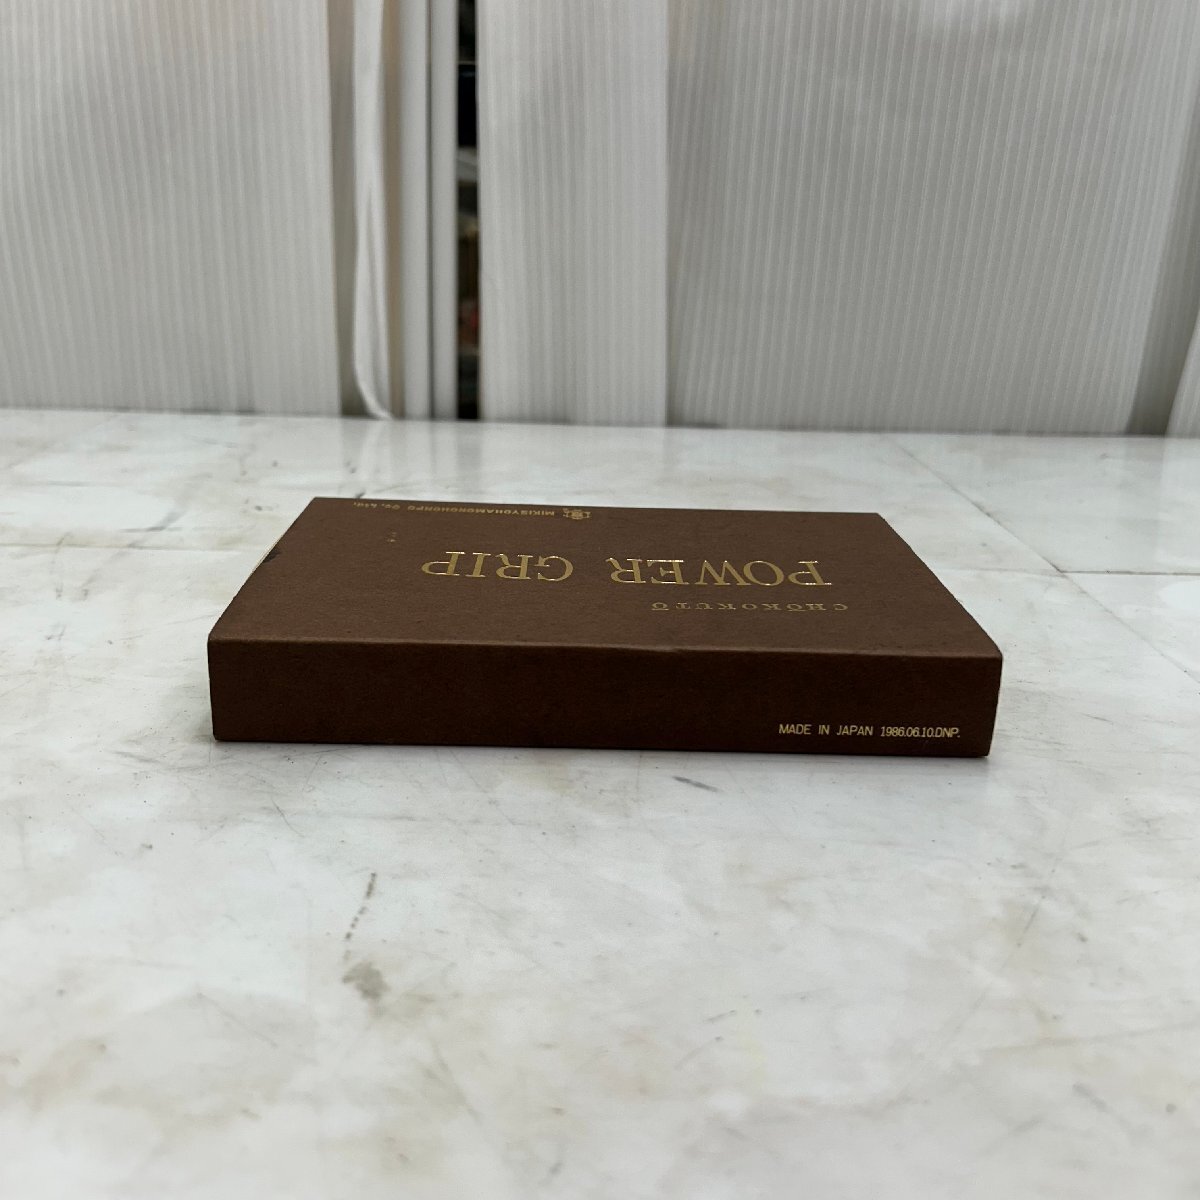 CHŌKOKUTŌ
POWER GRIP
MIKISYOHAMONOHONPO Co., Ltd.
MADE IN JAPAN 1986.06.10.DNP.